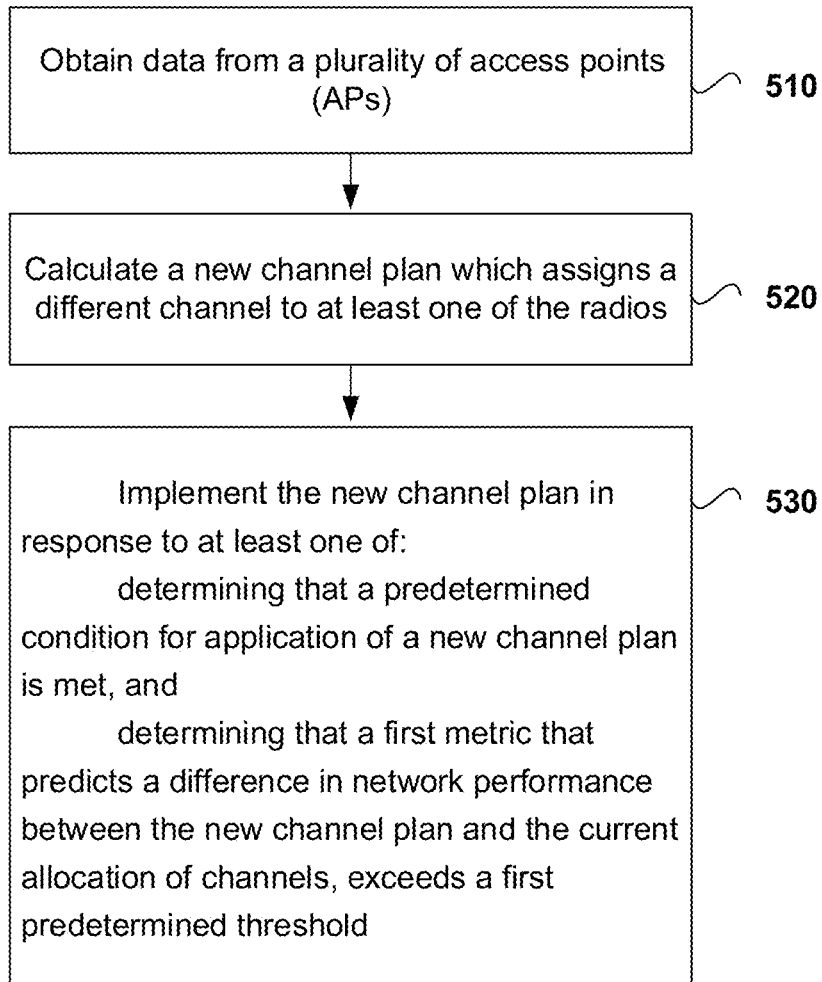 Obtain data from a plurality of access points
(APs)
510
Calculate a new channel plan which assigns a
different channel to at least one of the radios
520
Implement the new channel plan in
response to at least one of:
determining that a predetermined
condition for application of a new channel plan
is met, and
determining that a first metric that
predicts a difference in network performance
between the new channel plan and the current
allocation of channels, exceeds a first
predetermined threshold
530